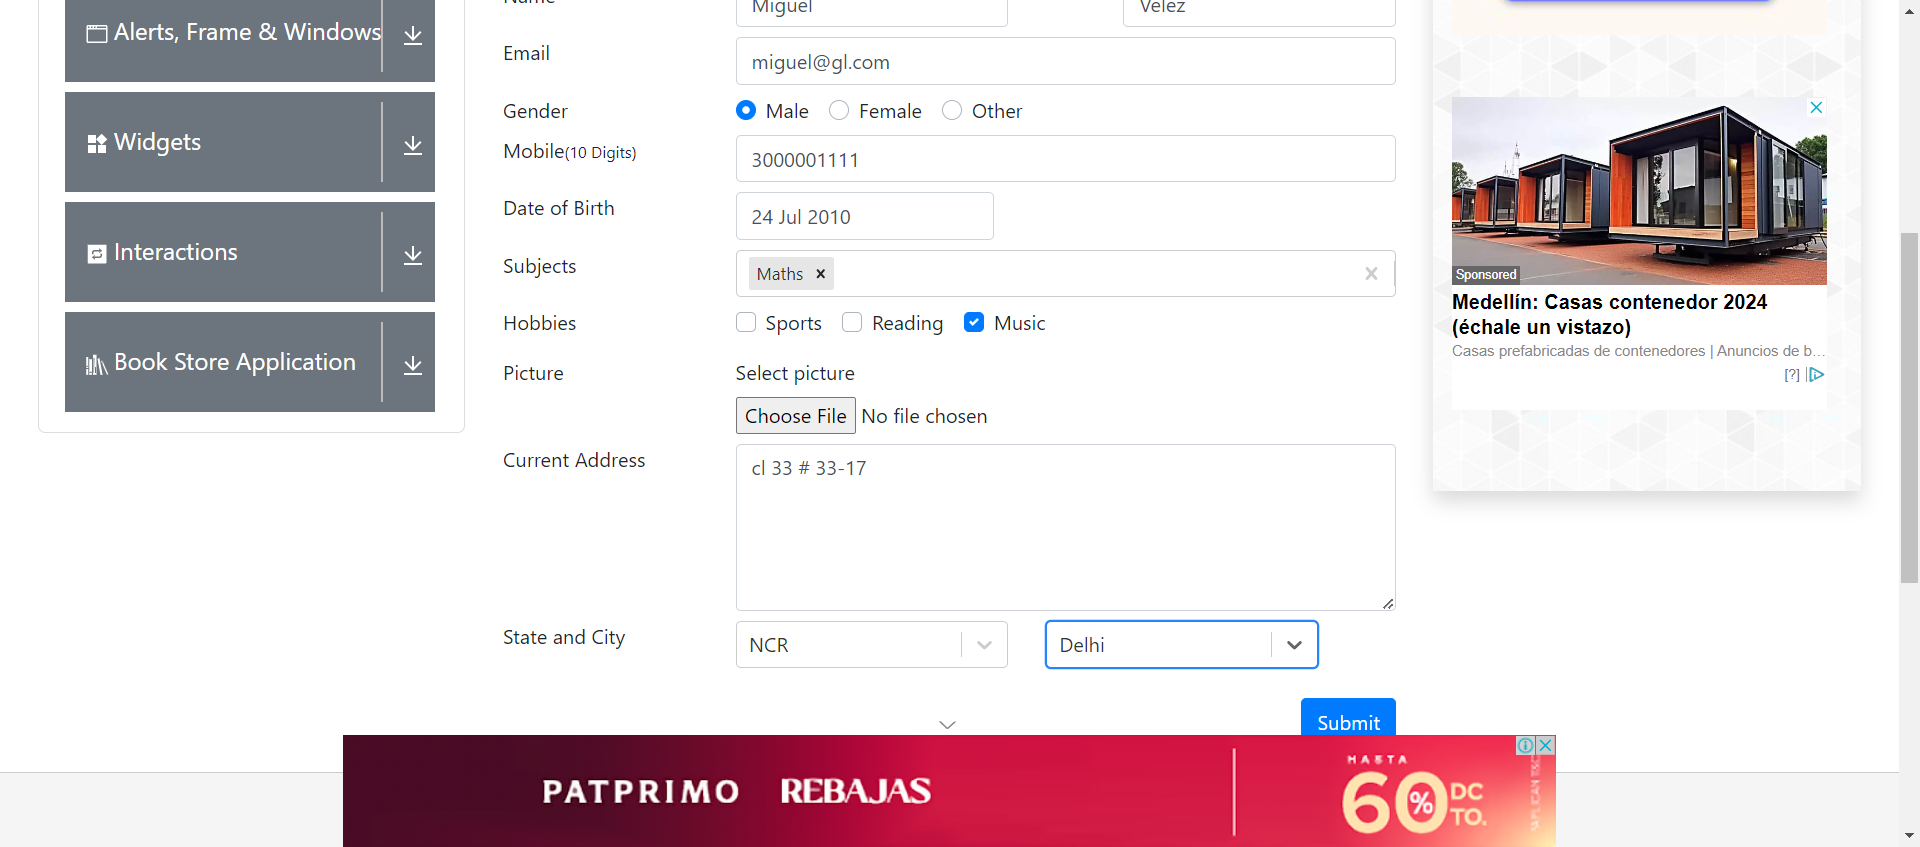 Alerts, Frame & Windows
Widgets
Interactions
Book Store Application
Name
Miguel
Velez
Email
miguel@gl.com
Gender
Male
Female
Other
Mobile(10 Digits)
3000001111
Date of Birth
24 Jul 2010
Subjects
Maths
Hobbies
Sports
Reading
Music
Picture
Select picture
Choose File No file chosen
Current Address
cl 33 # 33-17
State and City
NCR
Delhi
Submit
Sponsored
Medellín: Casas contenedor 2024
(échale un vistazo)
Casas prefabricadas de contenedores | Anuncios de b...
[?]
PATPRIMO REBAJAS
HASTA
60% DC
TO.